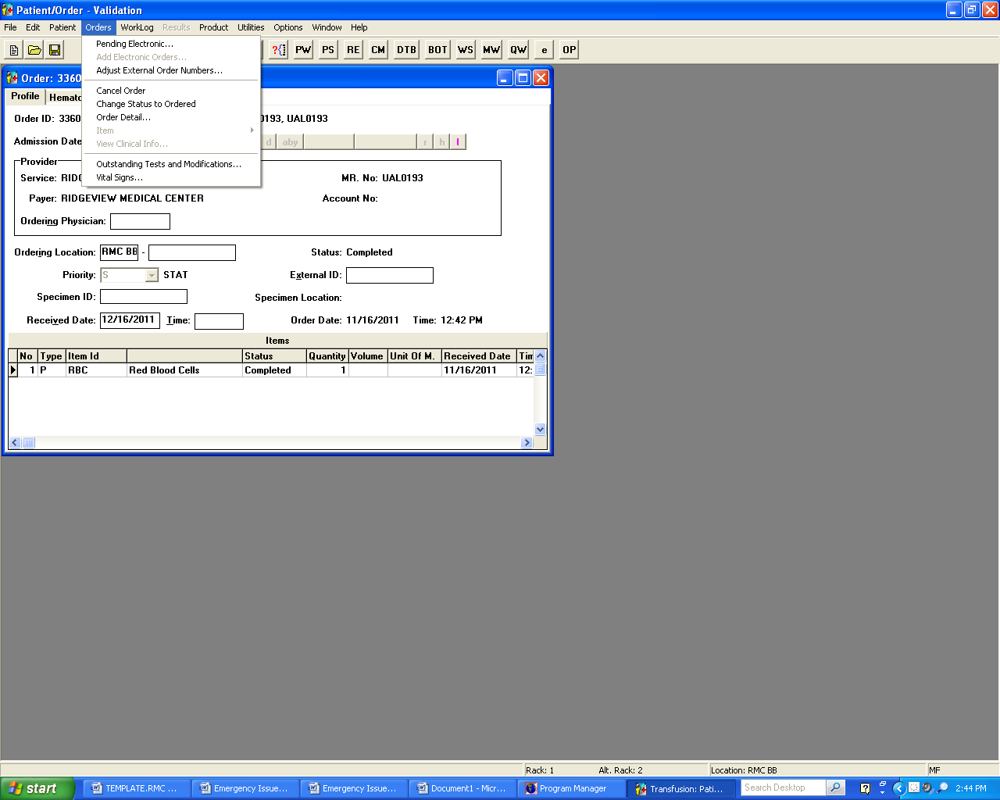 Patient/Order - Validation
File Edit Patient Orders WorkLog Results Product Utilities Options Window Help
?{¦ PW PS RE CM DTB BOT WS MW QW e OP
Pending Electronic...
Add Electronic Orders...
Adjust External Order Numbers...
Cancel Order
Change Status to Ordered
Order Detail...
Item
View Clinical Info...
Outstanding Tests and Modifications...
Vital Signs...
Order: 3360
Profile Hemato
Order ID: 3360 0193, UAL0193
Admission Date d aby r h I
Provider
Service: RIDG MR. No: UAL0193
Payer: RIDGEVIEW MEDICAL CENTER Account No:
Ordering Physician:
Ordering Location: RMC BB - Status: Completed
Priority: S STAT External ID:
Specimen ID: Specimen Location:
Received Date: 12/16/2011 Time: Order Date: 11/16/2011 Time: 12:42 PM
Items
No Type Item Id Status Quantity Volume Unit Of M. Received Date Tim
1 P RBC Red Blood Cells Completed 1 11/16/2011 12:
Rack: 1 Alt. Rack: 2 Location: RMC BB MF
start TEMPLATE.RMC ... Emergency Issue... Emergency Issue... Document1 - Micr... Program Manager Transfusion: Pati... Search Desktop 2:44 PM